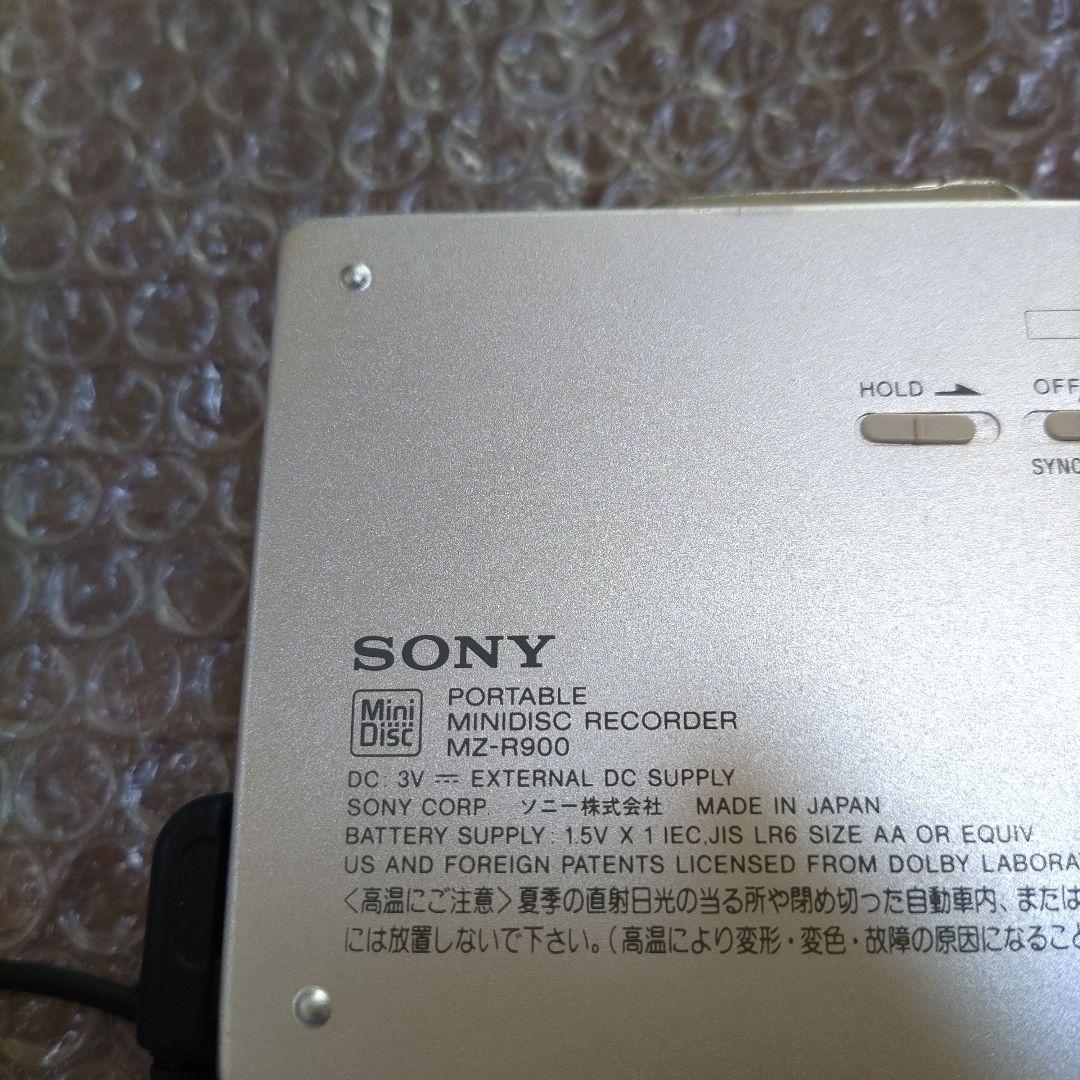 HOLD
OFF
SYNC
SONY
Mini Disc
PORTABLE
MINIDISC RECORDER
MZ-R900
DC: 3V ⎓ EXTERNAL DC SUPPLY
SONY CORP. ソニー株式会社 MADE IN JAPAN
BATTERY SUPPLY: 1.5V X 1 IEC,JIS LR6 SIZE AA OR EQUIV
US AND FOREIGN PATENTS LICENSED FROM DOLBY LABORA
<高温にご注意>夏季の直射日光の当る所や閉め切った自動車内、または
には放置しないで下さい。(高温により変形・変色・故障の原因になること